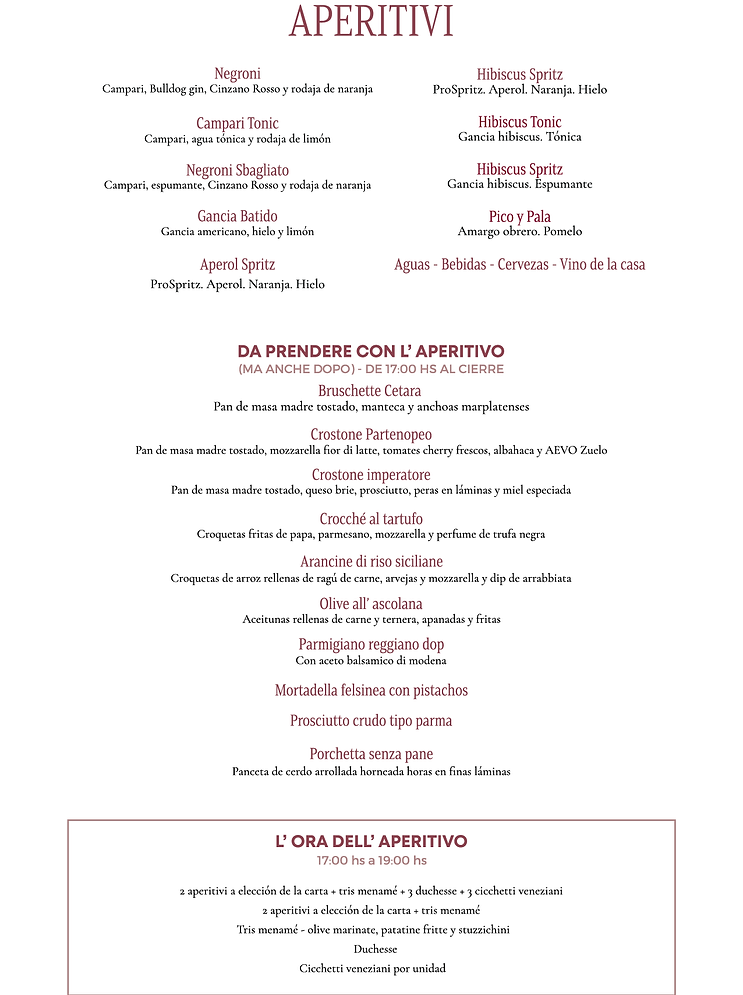 APERITIVI
Negroni
Campari, Bulldog gin, Cinzano Rosso y rodaja de naranja
Campari Tonic
Campari, agua tónica y rodaja de limón
Negroni Sbagliato
Campari, espumante, Cinzano Rosso y rodaja de naranja
Gancia Batido
Gancia americano, hielo y limón
Aperol Spritz
ProSpritz. Aperol. Naranja. Hielo
Hibiscus Spritz
ProSpritz. Aperol. Naranja. Hielo
Hibiscus Tonic
Gancia hibiscus. Tónica
Hibiscus Spritz
Gancia hibiscus. Espumante
Pico y Pala
Amargo obrero. Pomelo
Aguas - Bebidas - Cervezas - Vino de la casa
DA PRENDERE CON L’ APERITIVO
(MA ANCHE DOPO) - DE 17:00 HS AL CIERRE
Bruschette Cetara
Pan de masa madre tostado, manteca y anchoas marplatenses
Crostone Partenopeo
Pan de masa madre tostado, mozzarella fior di latte, tomates cherry frescos, albahaca y AEVO Zuelo
Crostone imperatore
Pan de masa madre tostado, queso brie, prosciutto, peras en láminas y miel especiada
Crocché al tartufo
Croquetas fritas de papa, parmesano, mozzarella y perfume de trufa negra
Arancine di riso siciliane
Croquetas de arroz rellenas de ragú de carne, arvejas y mozzarella y dip de arrabbiata
Olive all’ ascolana
Aceitunas rellenas de carne y ternera, apanadas y fritas
Parmigiano reggiano dop
Con aceto balsamico di modena
Mortadella felsinea con pistachos
Prosciutto crudo tipo parma
Porchetta senza pane
Panceta de cerdo arrollada horneada horas en finas láminas
L’ ORA DELL’ APERITIVO
17:00 hs a 19:00 hs
2 aperitivi a elección de la carta + tris menamé + 3 duchesse + 3 cicchetti veneziani
2 aperitivi a elección de la carta + tris menamé
Tris menamé - olive marinate, patatine fritte y stuzzichini
Duchesse
Cicchetti veneziani por unidad